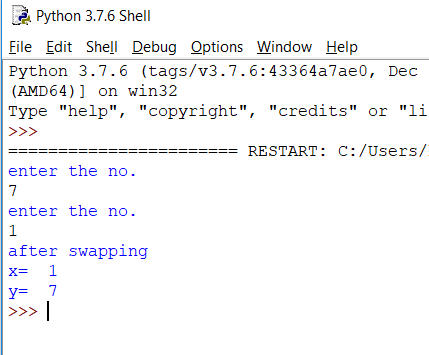 Python 3.7.6 Shell
File Edit Shell Debug Options Window Help
Python 3.7.6 (tags/v3.7.6:43364a7ae0, Dec
(AMD64)] on win32
Type "help", "copyright", "credits" or "li
>>>
======================= RESTART: C:/Users/
enter the no.
7
enter the no.
1
after swapping
x=  1
y=  7
>>>